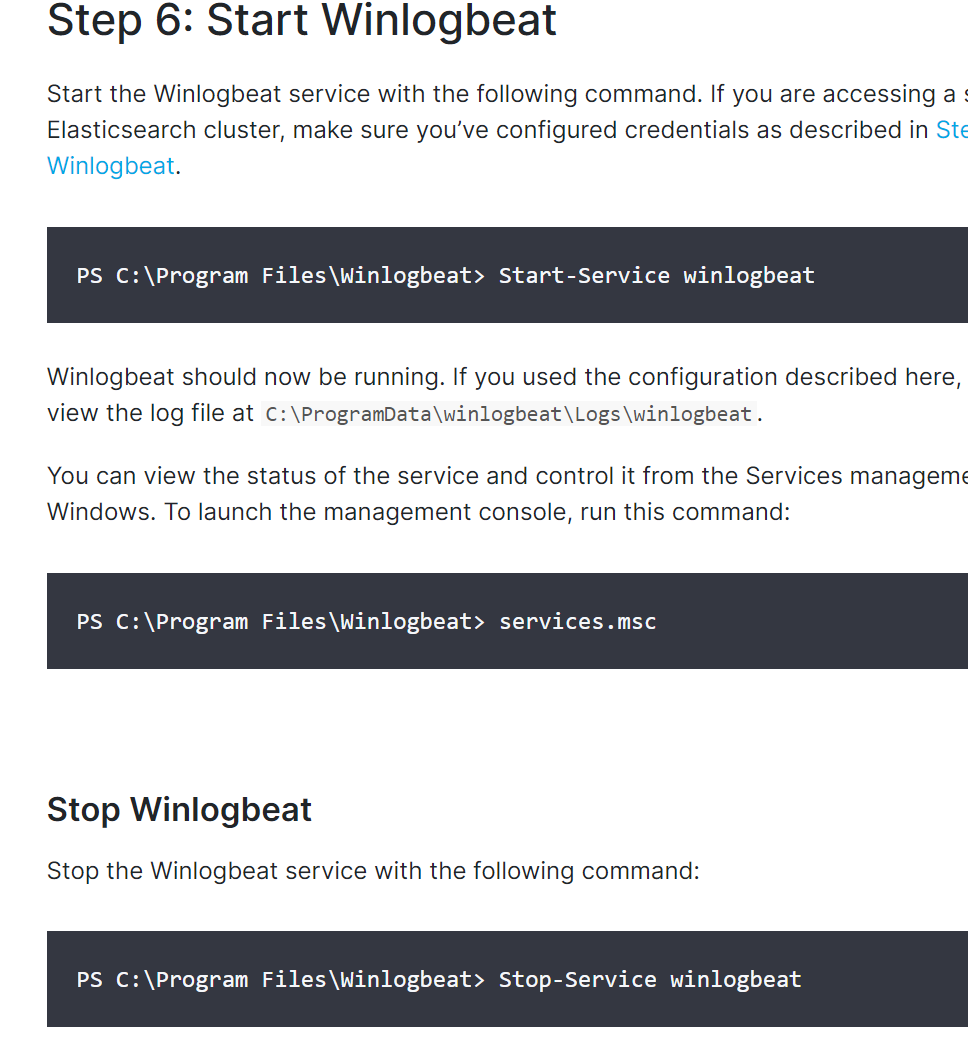 Step 6: Start Winlogbeat
Start the Winlogbeat service with the following command. If you are accessing a
Elasticsearch cluster, make sure you’ve configured credentials as described in
Winlogbeat.
PS C:\Program Files\Winlogbeat> Start-Service winlogbeat
Winlogbeat should now be running. If you used the configuration described here,
view the log file at C:\ProgramData\winlogbeat\Logs\winlogbeat.
You can view the status of the service and control it from the Services
Windows. To launch the management console, run this command:
PS C:\Program Files\Winlogbeat> services.msc
Stop Winlogbeat
Stop the Winlogbeat service with the following command:
PS C:\Program Files\Winlogbeat> Stop-Service winlogbeat